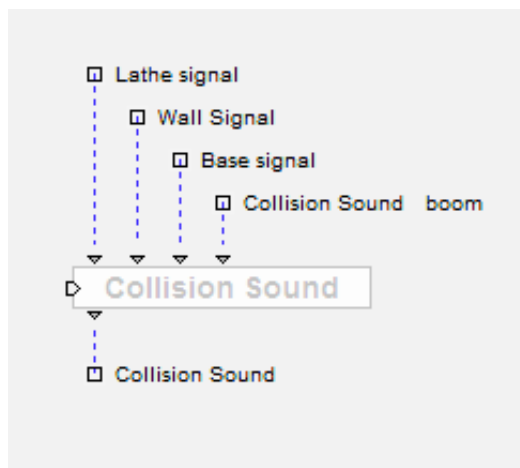 Lathe signal
Wall Signal
Base signal
Collision Sound boom
Collision Sound
Collision Sound